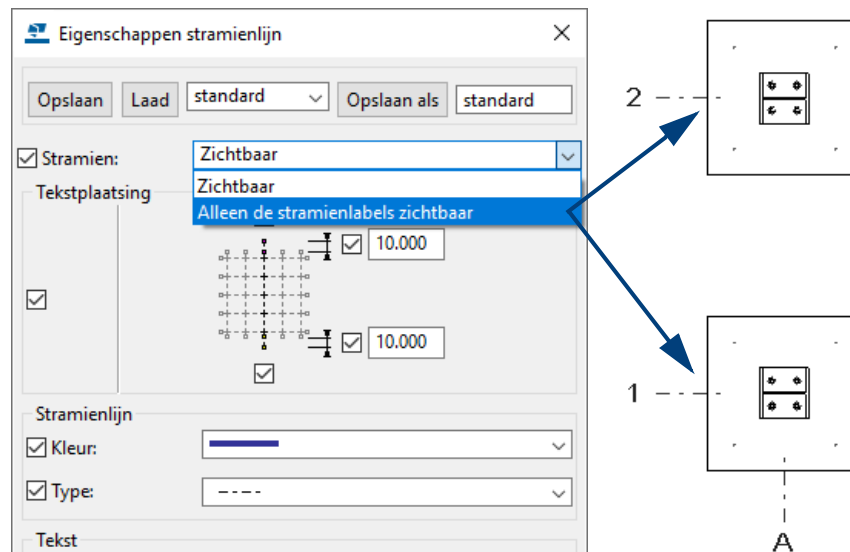 Eigenschappen stramienlijn
Opslaan Laad standard Opslaan als standard
Stramien: Zichtbaar
Zichtbaar
Alleen de stramienlabels zichtbaar
Tekstplaatsing
10.000
10.000
Stramienlijn
Kleur:
Type:
Tekst
2
1
A